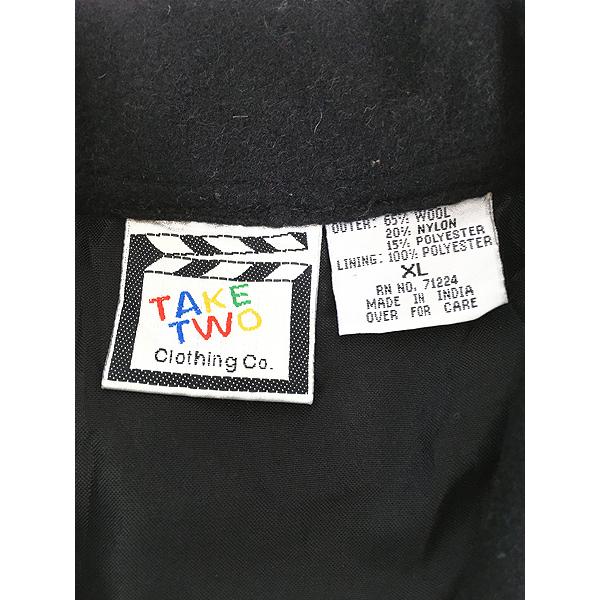 TAKE
TWO
Clothing Co.
OUTER: 65% WOOL
20% NYLON
15% POLYESTER
LINING: 100% POLYESTER
XL
RN NO. 71224
MADE IN INDIA
OVER FOR CARE